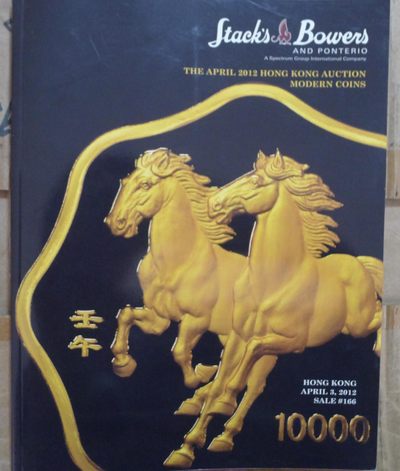 Stack's Bowers
AND PONTERIO
A Spectrum Group International Company
THE APRIL 2012 HONG KONG AUCTION
MODERN COINS
壬
午
HONG KONG
APRIL 3, 2012
SALE #166
10000